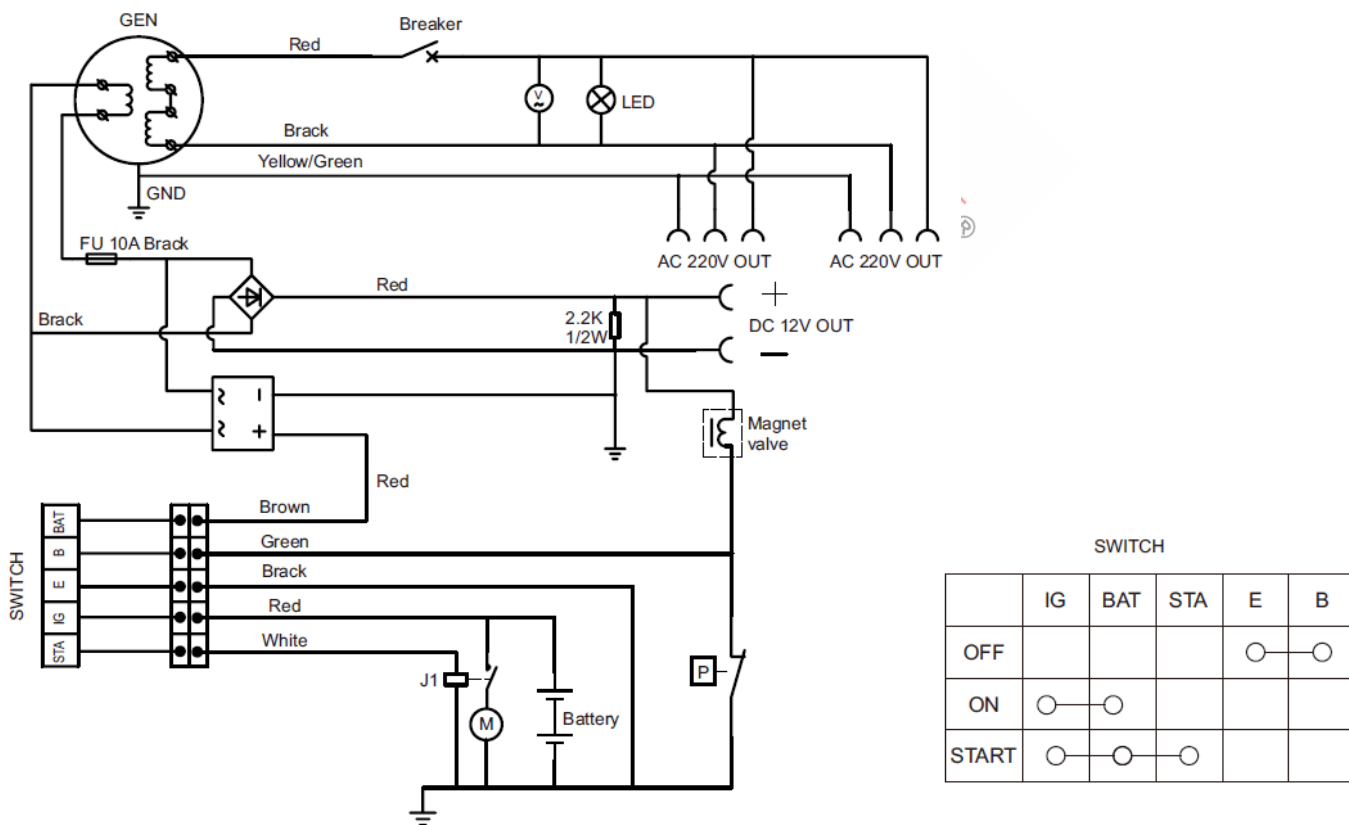 GEN
Breaker
Red
V
~
LED
Brack
Yellow/Green
GND
FU 10A Brack
AC 220V OUT
AC 220V OUT
Red
+
2.2K
1/2W
DC 12V OUT
−
Brack
~ −
~ +
Magnet
valve
Red
SWITCH
BAT
B
E
IG
STA
Brown
Green
Brack
Red
White
J1
M
Battery
P
SWITCH
IG BAT STA E B
OFF
ON
START